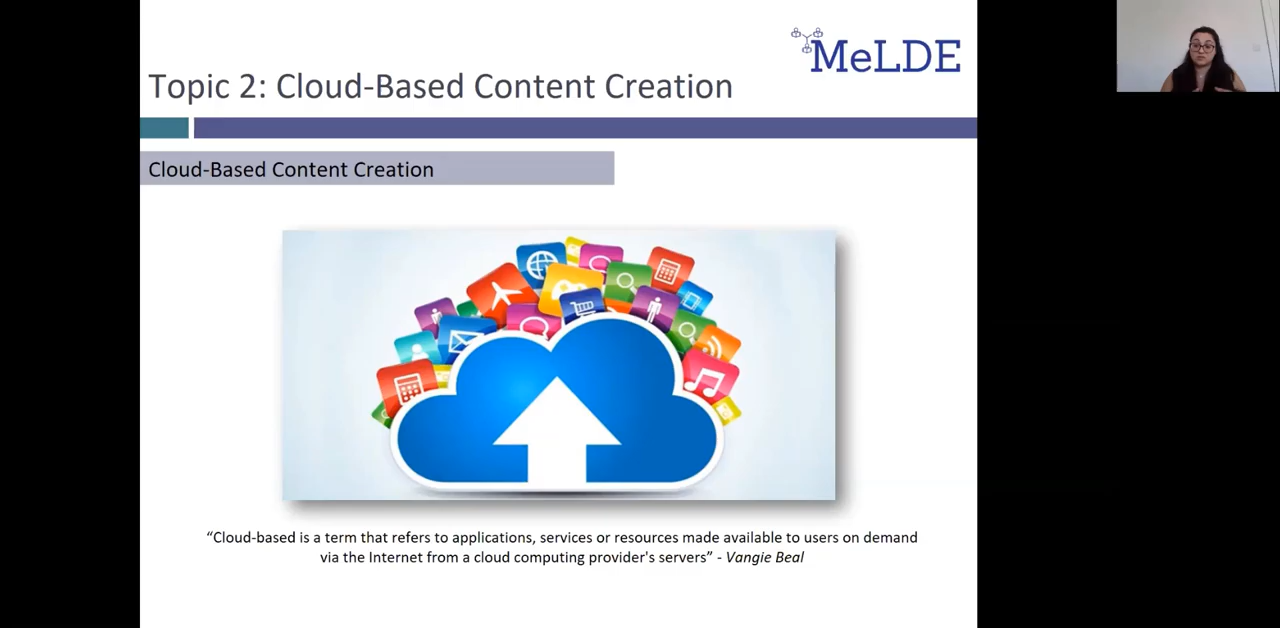 MeLDE
Topic 2: Cloud-Based Content Creation
Cloud-Based Content Creation
“Cloud-based is a term that refers to applications, services or resources made available to users on demand
via the Internet from a cloud computing provider's servers” - Vangie Beal